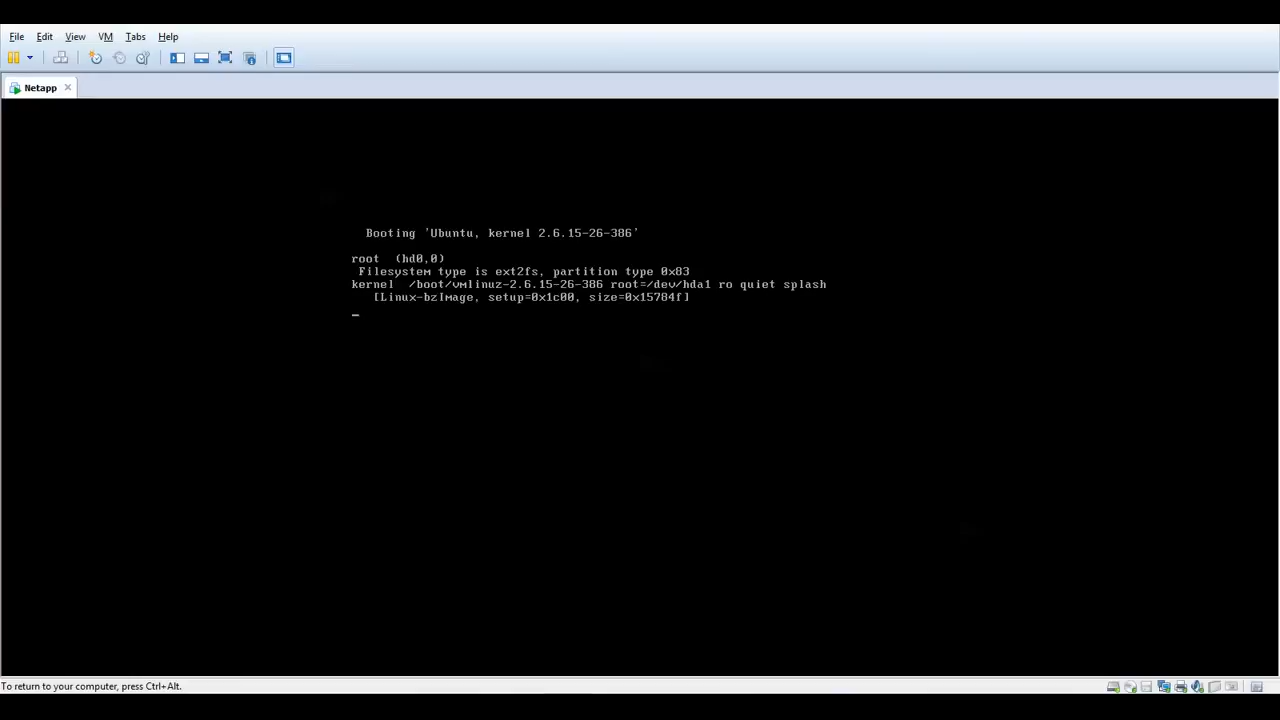 File Edit View VM Tabs Help
Netapp
Booting 'Ubuntu, kernel 2.6.15-26-386'
root (hd0,0)
Filesystem type is ext2fs, partition type 0x83
kernel /boot/vmlinuz-2.6.15-26-386 root=/dev/hda1 ro quiet splash
[Linux-bzImage, setup=0x1c00, size=0x15784f]
_
To return to your computer, press Ctrl+Alt.